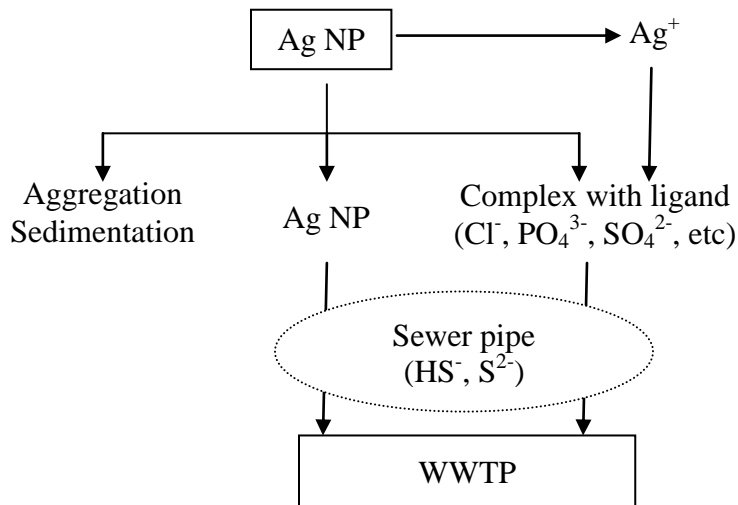 Ag NP
Ag⁺
Aggregation
Sedimentation
Ag NP
Complex with ligand
(Cl⁻, PO₄³⁻, SO₄²⁻, etc)
Sewer pipe
(HS⁻, S²⁻)
WWTP